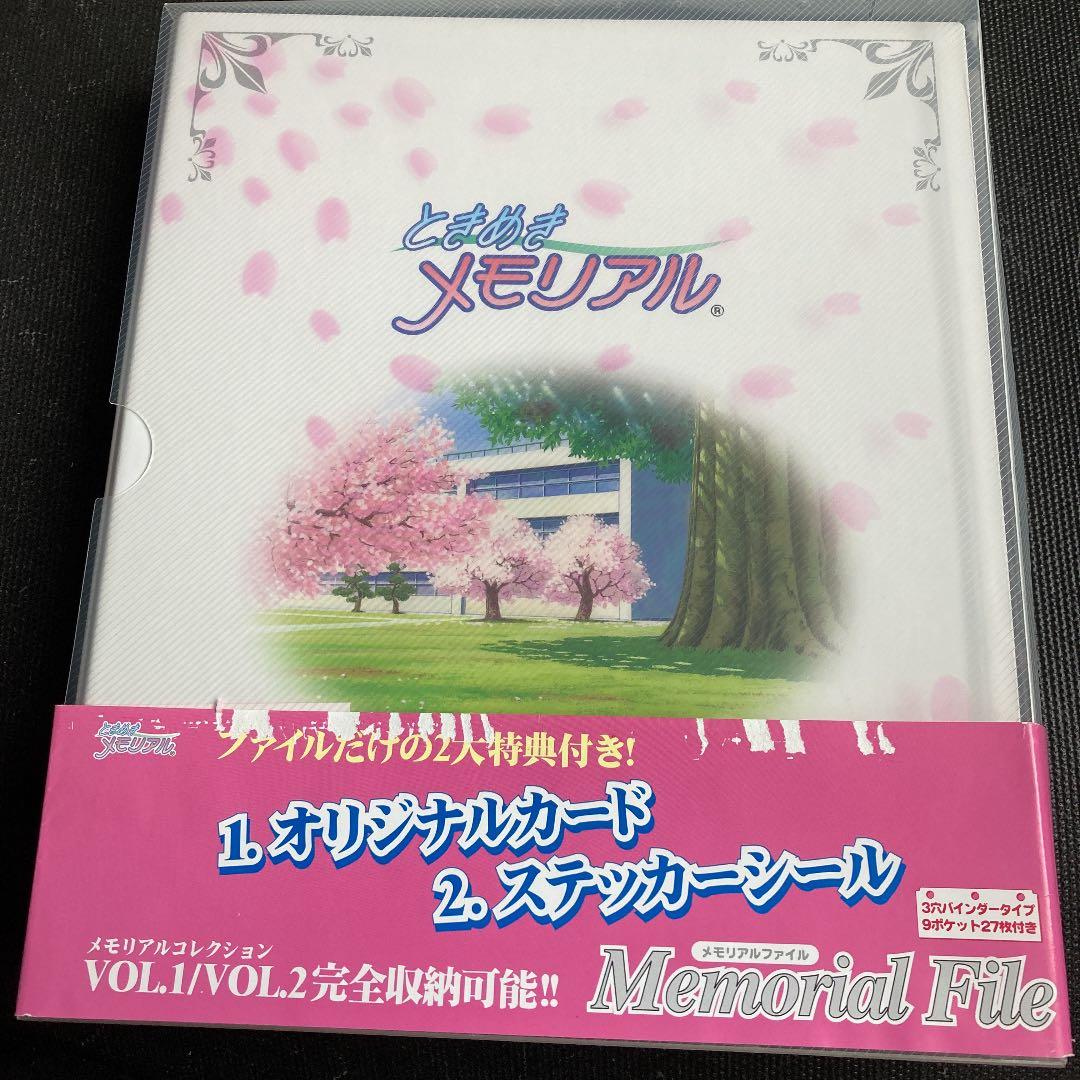 ときめき
メモリアル®
ときめき
メモリアル®
ファイルだけの2大特典付き!
1.オリジナルカード
2.ステッカーシール
3穴バインダータイプ
9ポケット27枚付き
メモリアルコレクション
VOL.1/VOL.2完全収納可能!!
メモリアルファイル
Memorial File